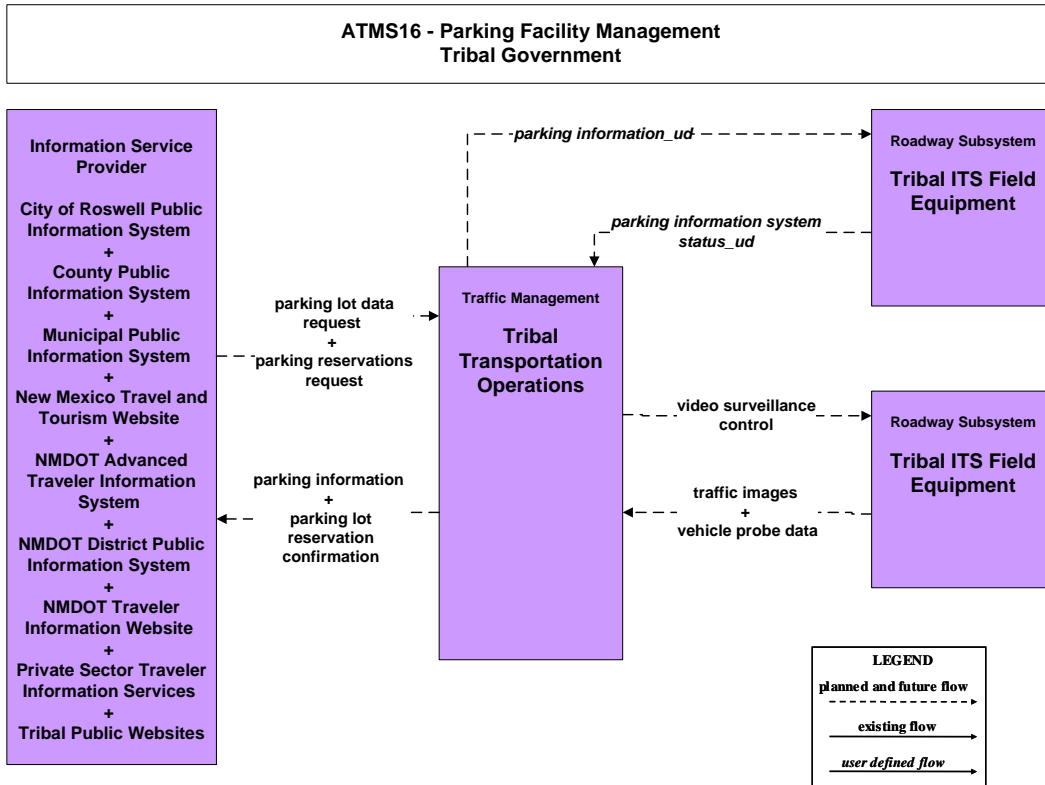 ATMS16 - Parking Facility Management
Tribal Government
Information Service
Provider
City of Roswell Public
Information System
+
County Public
Information System
+
Municipal Public
Information System
+
New Mexico Travel and
Tourism Website
+
NMDOT Advanced
Traveler Information
System
+
NMDOT District Public
Information System
+
NMDOT Traveler
Information Website
+
Private Sector Traveler
Information Services
+
Tribal Public Websites
parking lot data
request
+
parking reservations
request
parking information
+
parking lot
reservation
confirmation
Traffic Management
Tribal
Transportation
Operations
parking information_ud
parking information system
status_ud
Roadway Subsystem
Tribal ITS Field
Equipment
video surveillance
control
traffic images
+
vehicle probe data
Roadway Subsystem
Tribal ITS Field
Equipment
LEGEND
planned and future flow
existing flow
user defined flow